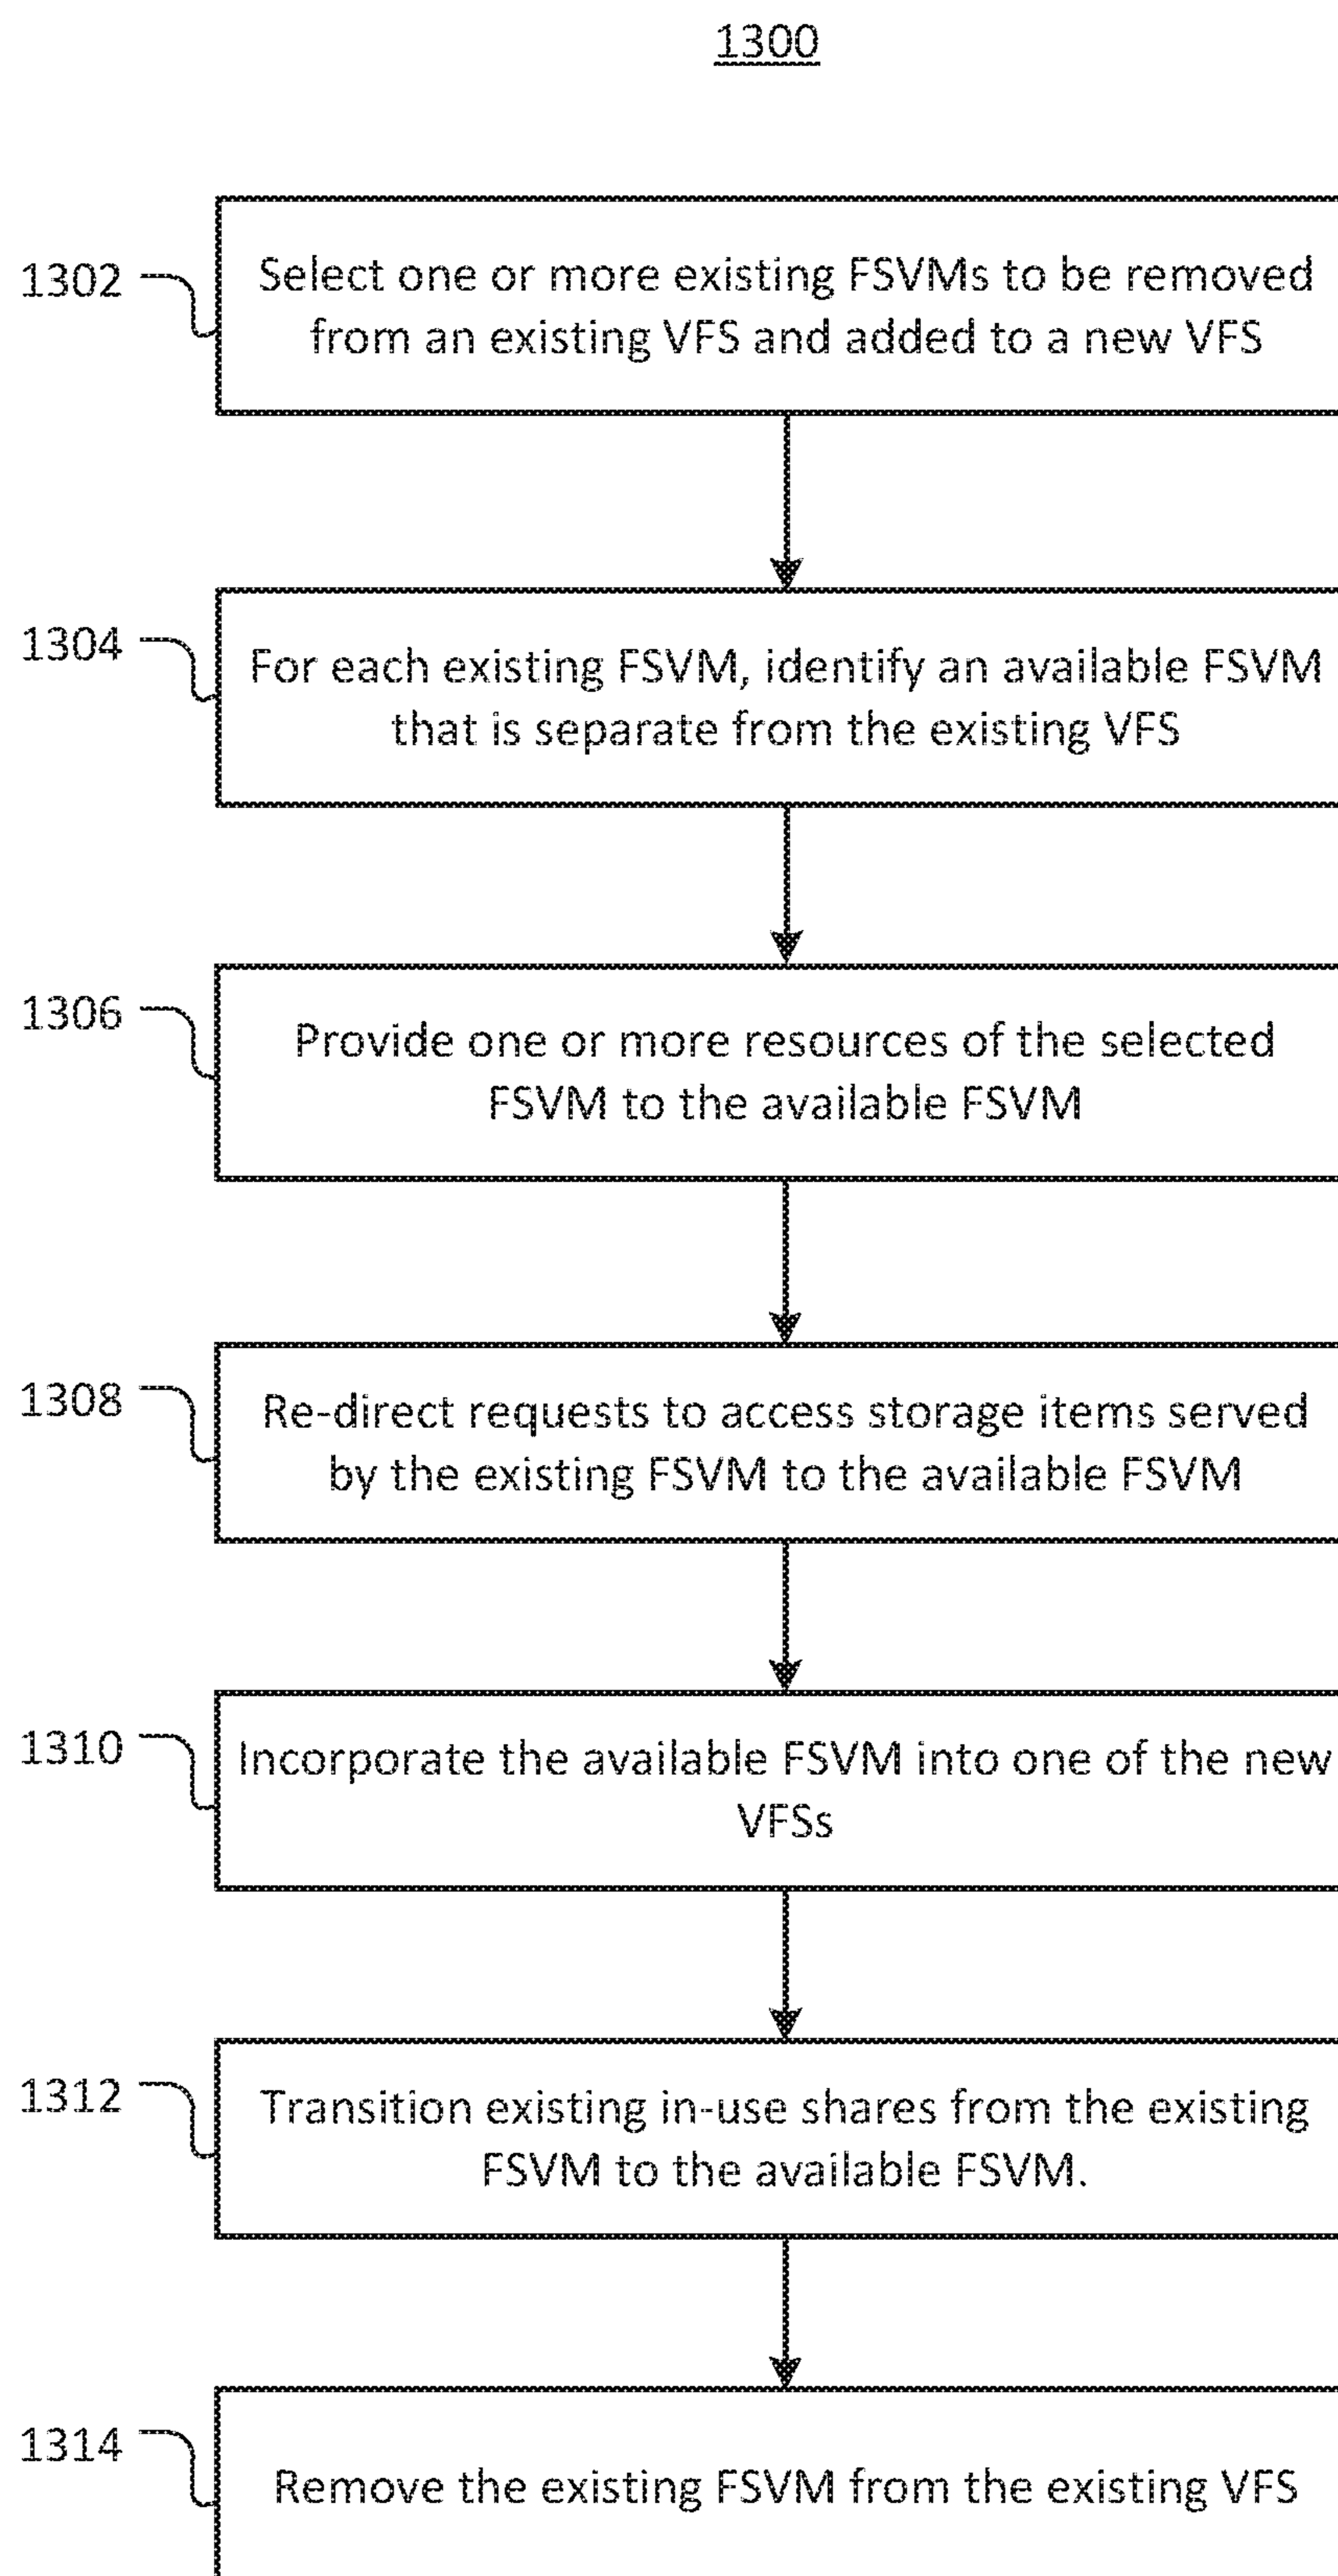 1300
1302
Select one or more existing FSVMs to be removed
from an existing VFS and added to a new VFS
1304
For each existing FSVM, identify an available FSVM
that is separate from the existing VFS
1306
Provide one or more resources of the selected
FSVM to the available FSVM
1308
Re-direct requests to access storage items served
by the existing FSVM to the available FSVM
1310
Incorporate the available FSVM into one of the new
VFSs
1312
Transition existing in-use shares from the existing
FSVM to the available FSVM.
1314
Remove the existing FSVM from the existing VFS